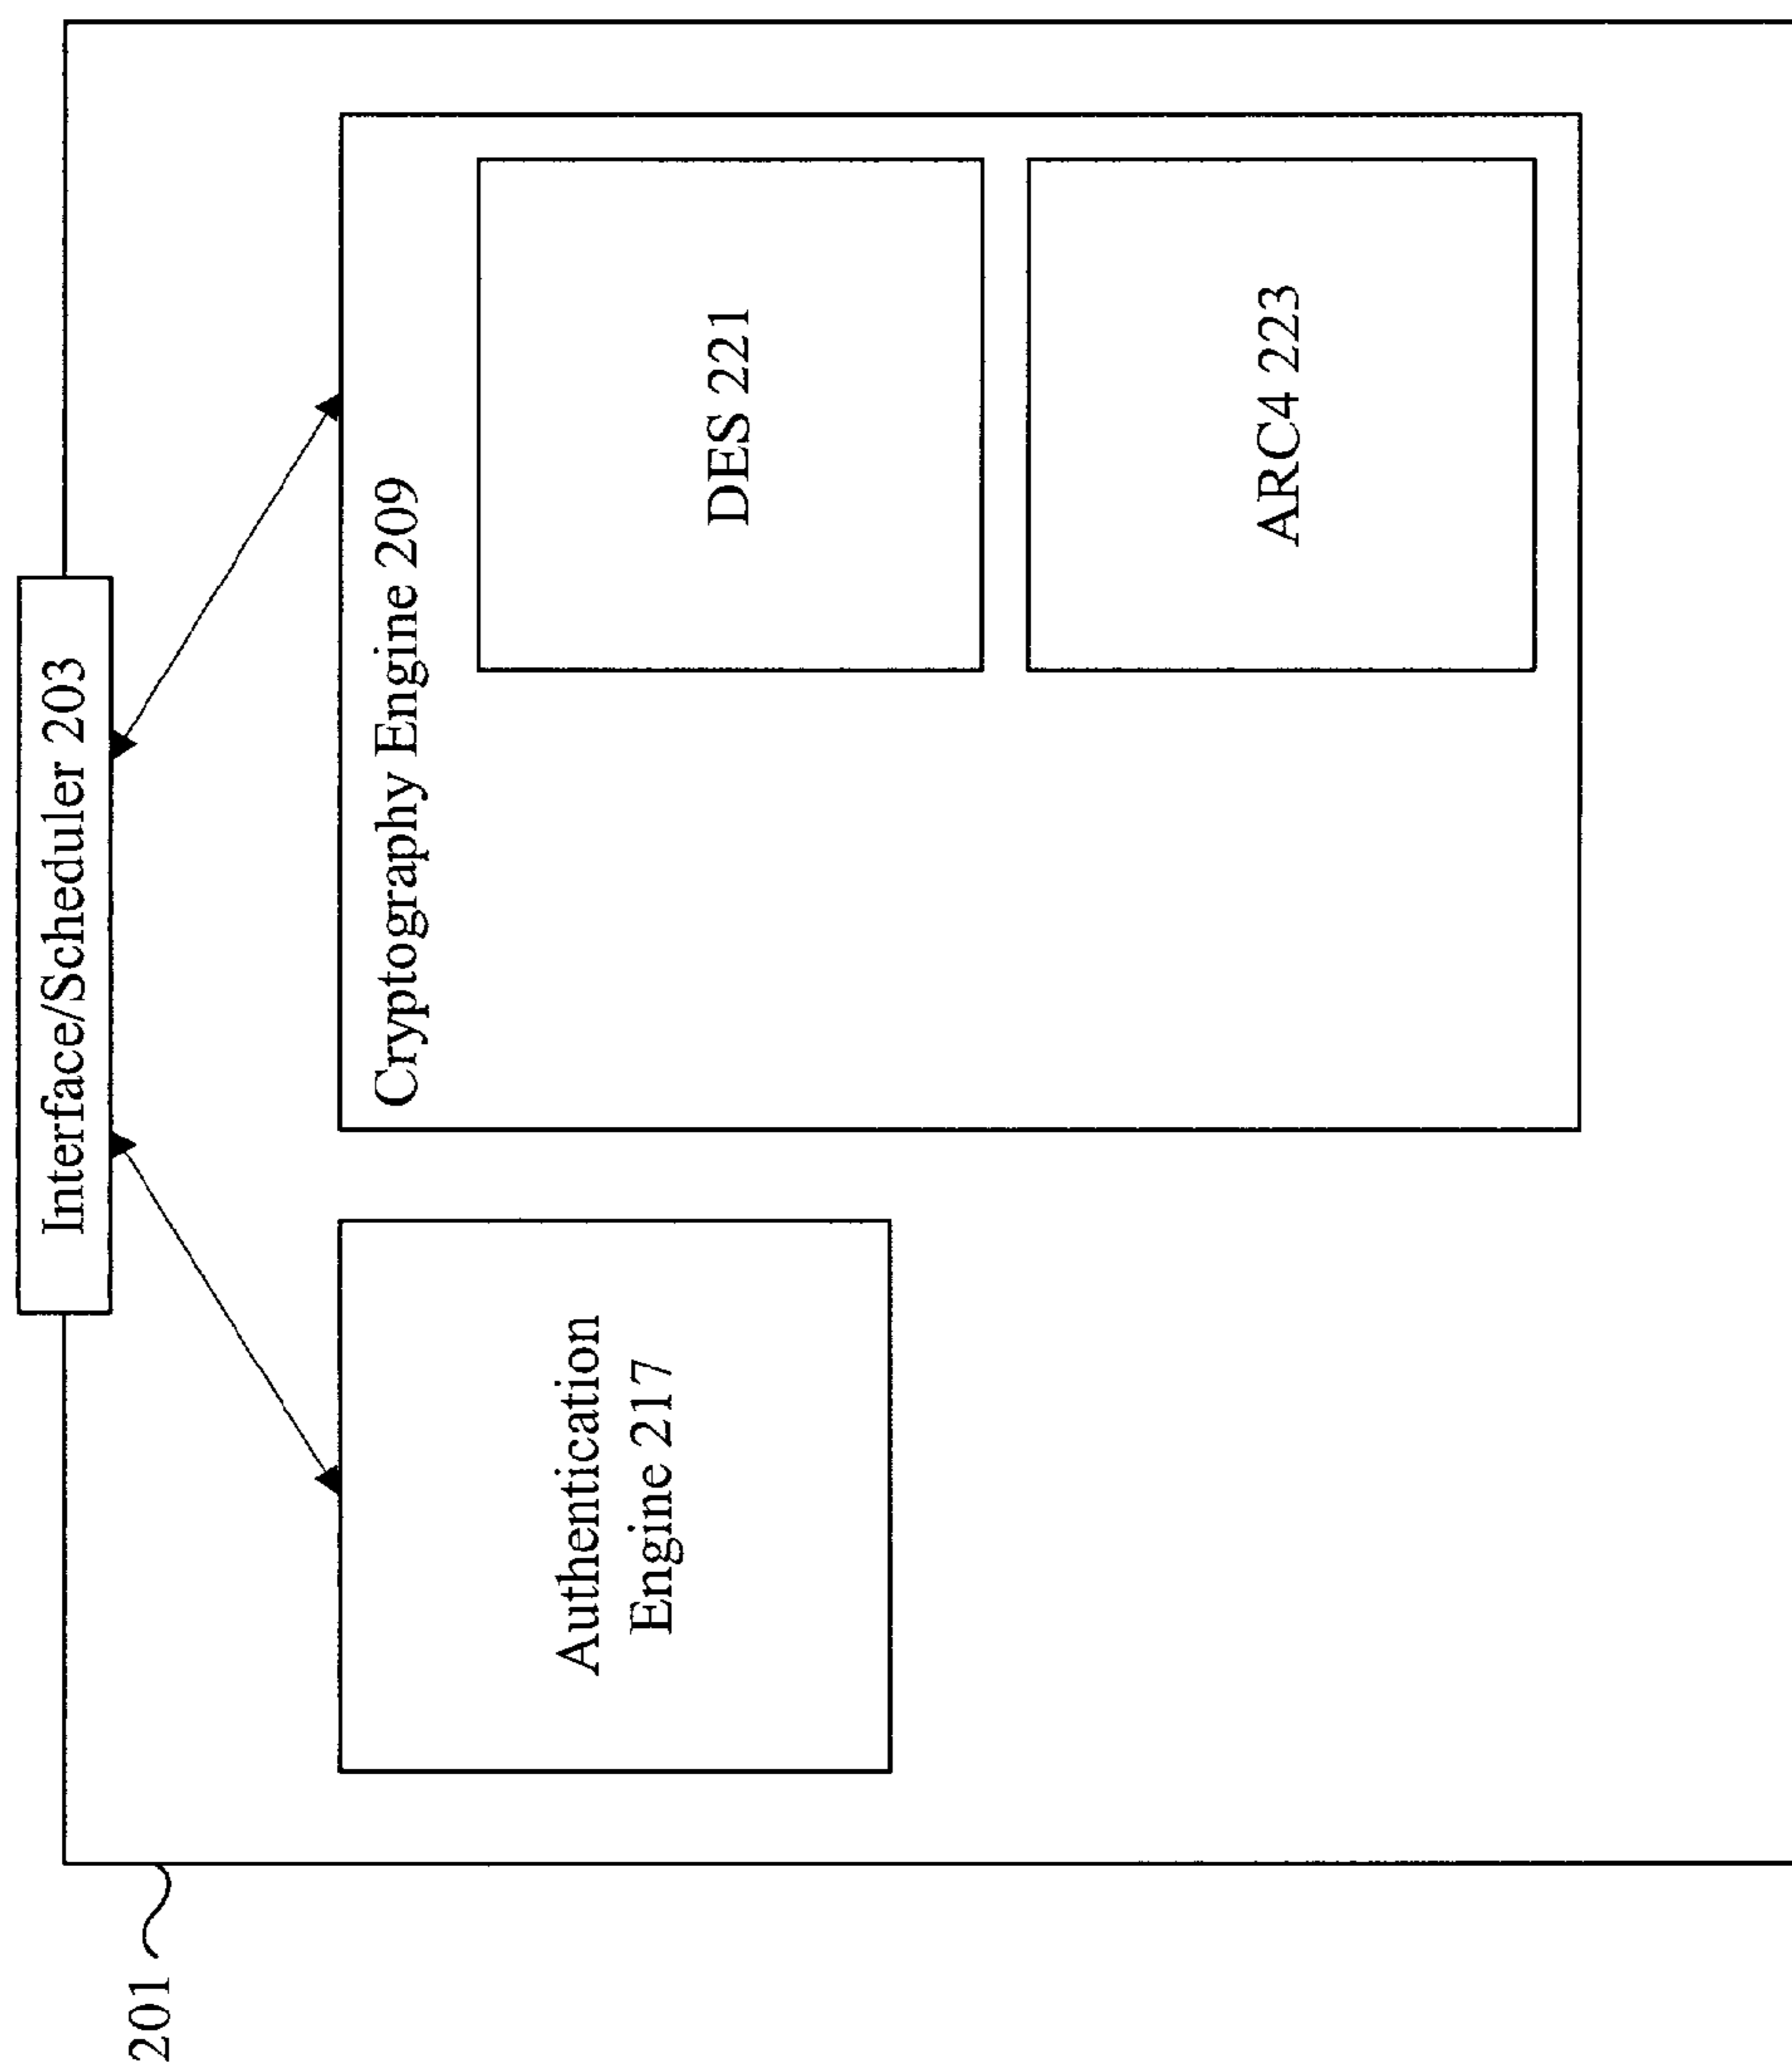 Interface/Scheduler 203
201
Authentication
Engine 217
Cryptography Engine 209
DES 221
ARC4 223